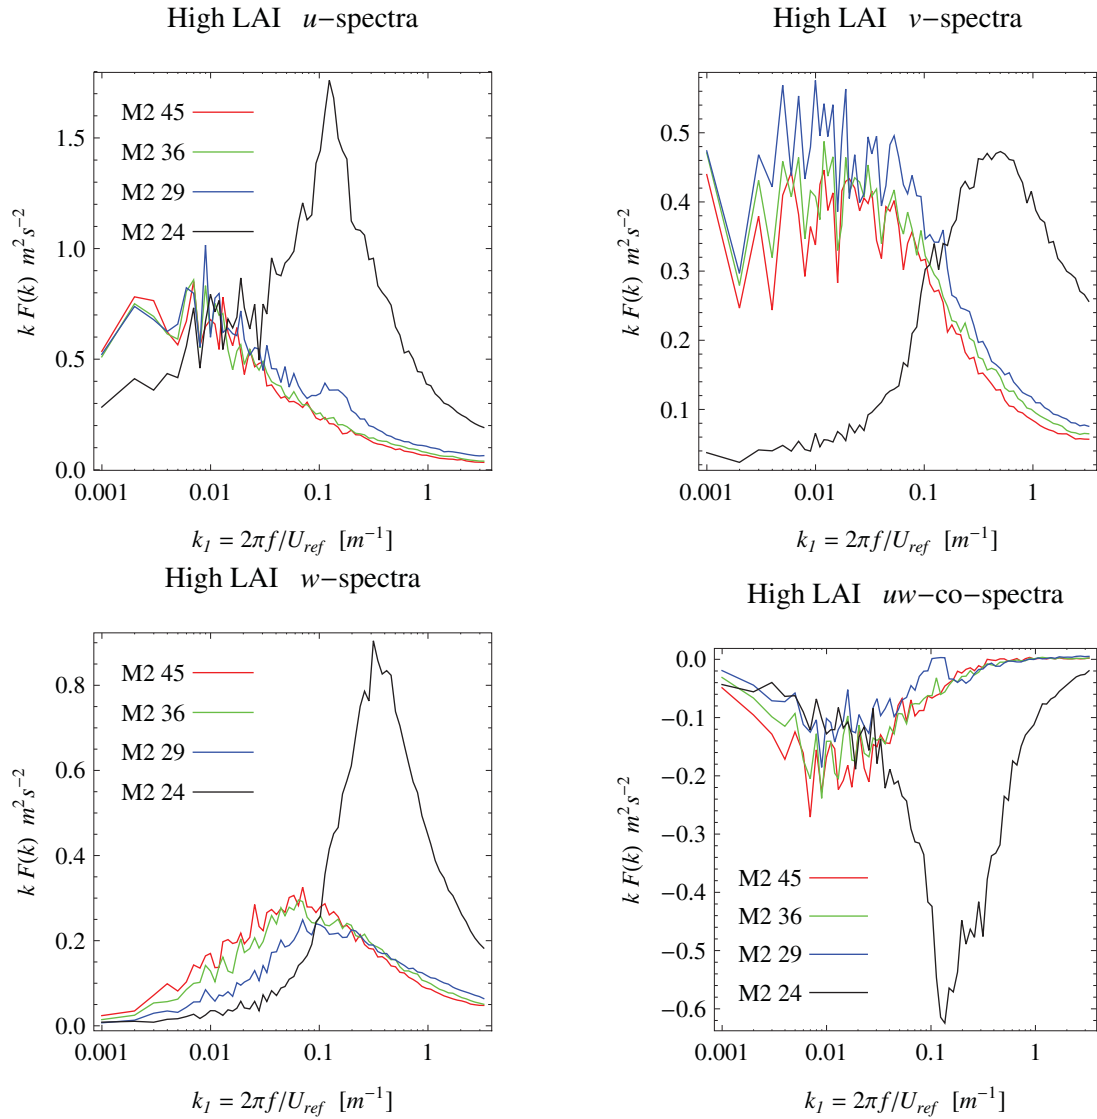 High LAI u−spectra
M2 45
M2 36
M2 29
M2 24
1.5
1.0
0.5
0.0
0.001
0.01
0.1
1
k F(k) m² s⁻²
k₁ = 2πf/U_ref [m⁻¹]
High LAI v−spectra
0.5
0.4
0.3
0.2
0.1
0.001
0.01
0.1
1
k F(k) m² s⁻²
k₁ = 2πf/U_ref [m⁻¹]
High LAI w−spectra
M2 45
M2 36
M2 29
M2 24
0.8
0.6
0.4
0.2
0.0
0.001
0.01
0.1
1
k F(k) m² s⁻²
k₁ = 2πf/U_ref [m⁻¹]
High LAI uw−co−spectra
0.0
−0.1
−0.2
−0.3
−0.4
−0.5
−0.6
M2 45
M2 36
M2 29
M2 24
0.001
0.01
0.1
1
k F(k) m² s⁻²
k₁ = 2πf/U_ref [m⁻¹]